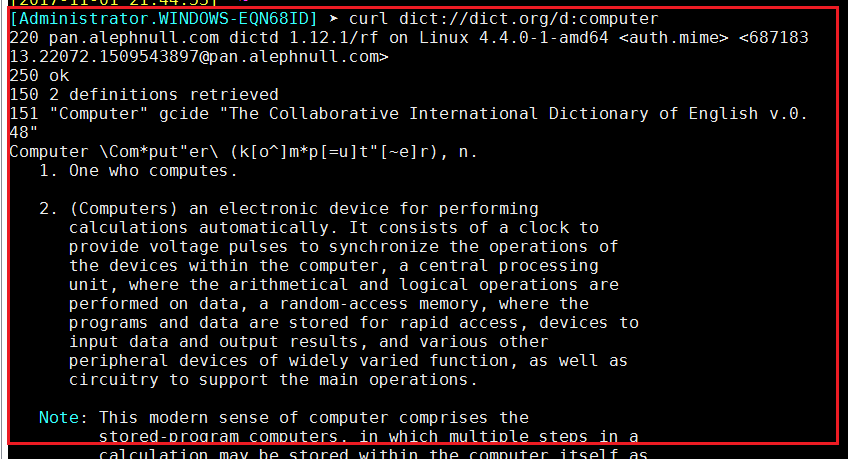 [2017-11-01 21:44:55]
[Administrator.WINDOWS-EQN68ID] ➤ curl dict://dict.org/d:computer
220 pan.alephnull.com dictd 1.12.1/rf on Linux 4.4.0-1-amd64 <auth.mime> <687183
13.22072.1509543897@pan.alephnull.com>
250 ok
150 2 definitions retrieved
151 "Computer" gcide "The Collaborative International Dictionary of English v.0.
48"
Computer \Com*put"er\ (k[o^]m*p[=u]t"[~e]r), n.
1. One who computes.
2. (Computers) an electronic device for performing
calculations automatically. It consists of a clock to
provide voltage pulses to synchronize the operations of
the devices within the computer, a central processing
unit, where the arithmetical and logical operations are
performed on data, a random-access memory, where the
programs and data are stored for rapid access, devices to
input data and output results, and various other
peripheral devices of widely varied function, as well as
circuitry to support the main operations.
Note: This modern sense of computer comprises the
stored-program computers, in which multiple steps in a
calculation may be stored within the computer itself as